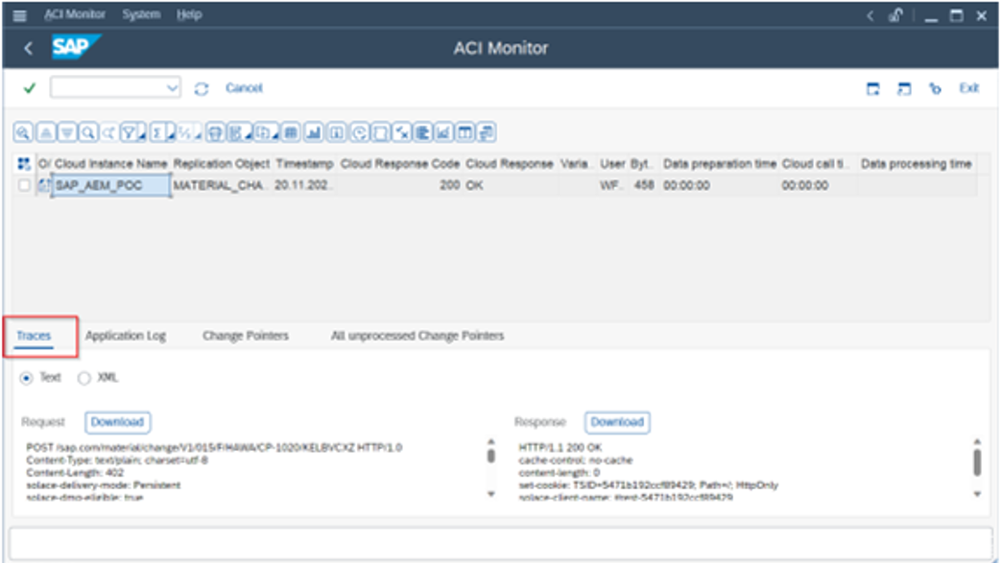 ACI Monitor System Help
SAP ACI Monitor
Cancel Exit
O/ Cloud Instance Name Replication Object Timestamp Cloud Response Code Cloud Response Varia.. User Byt.. Data preparation time Cloud call ti.. Data processing time
SAP_AEM_POC MATERIAL_CHA.. 20.11.202.. 200 OK WF.. 458 00:00:00 00:00:00
Traces Application Log Change Pointers All unprocessed Change Pointers
Text XML
Request Download Response Download
POST /sap.com/material/change/V1/015/F/HAWA/CP-1020/KELBVCXZ HTTP/1.0
Content-Type: text/plain; charset=utf-8
Content-Length: 402
solace-delivery-mode: Persistent
solace-dmq-eligible: true
HTTP/1.1 200 OK
cache-control: no-cache
content-length: 0
set-cookie: TSID=5471b192ccf89429; Path=/; HttpOnly
solace-client-name: #rest-5471b192ccf89429